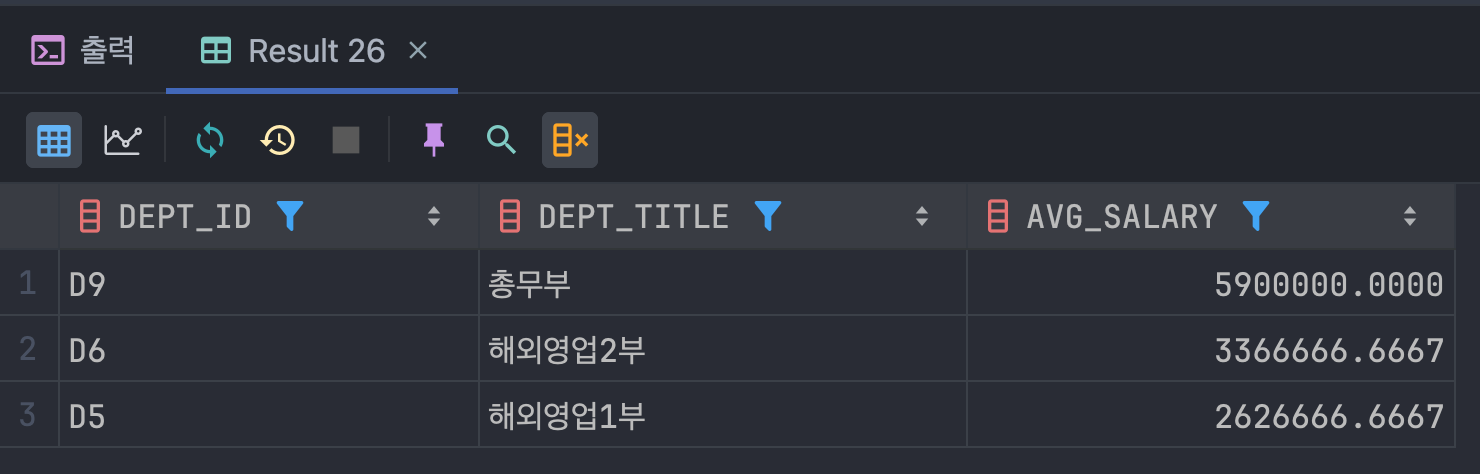 출력 Result 26
DEPT_ID DEPT_TITLE AVG_SALARY
1 D9 총무부 5900000.0000
2 D6 해외영업2부 3366666.6667
3 D5 해외영업1부 2626666.6667